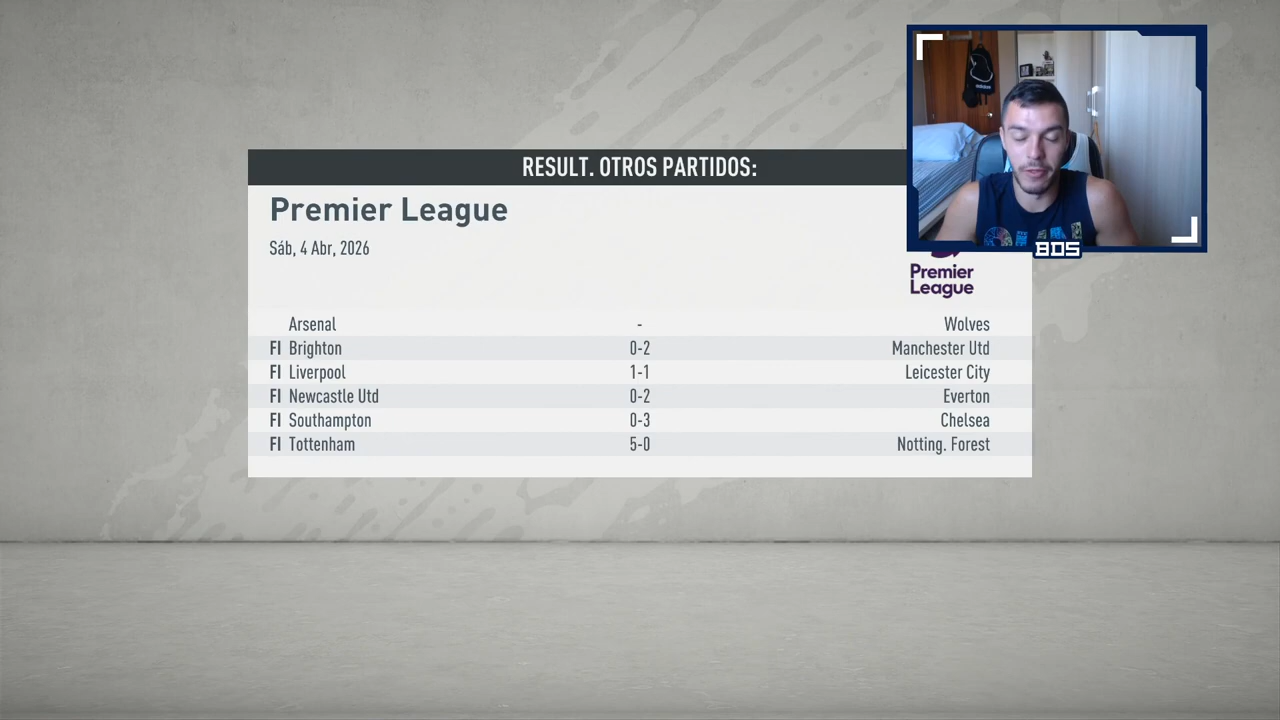 RESULT. OTROS PARTIDOS:
Premier League
Sáb, 4 Abr, 2026
Premier
League
Arsenal - Wolves
FI Brighton 0-2 Manchester Utd
FI Liverpool 1-1 Leicester City
FI Newcastle Utd 0-2 Everton
FI Southampton 0-3 Chelsea
FI Tottenham 5-0 Notting. Forest
BDS